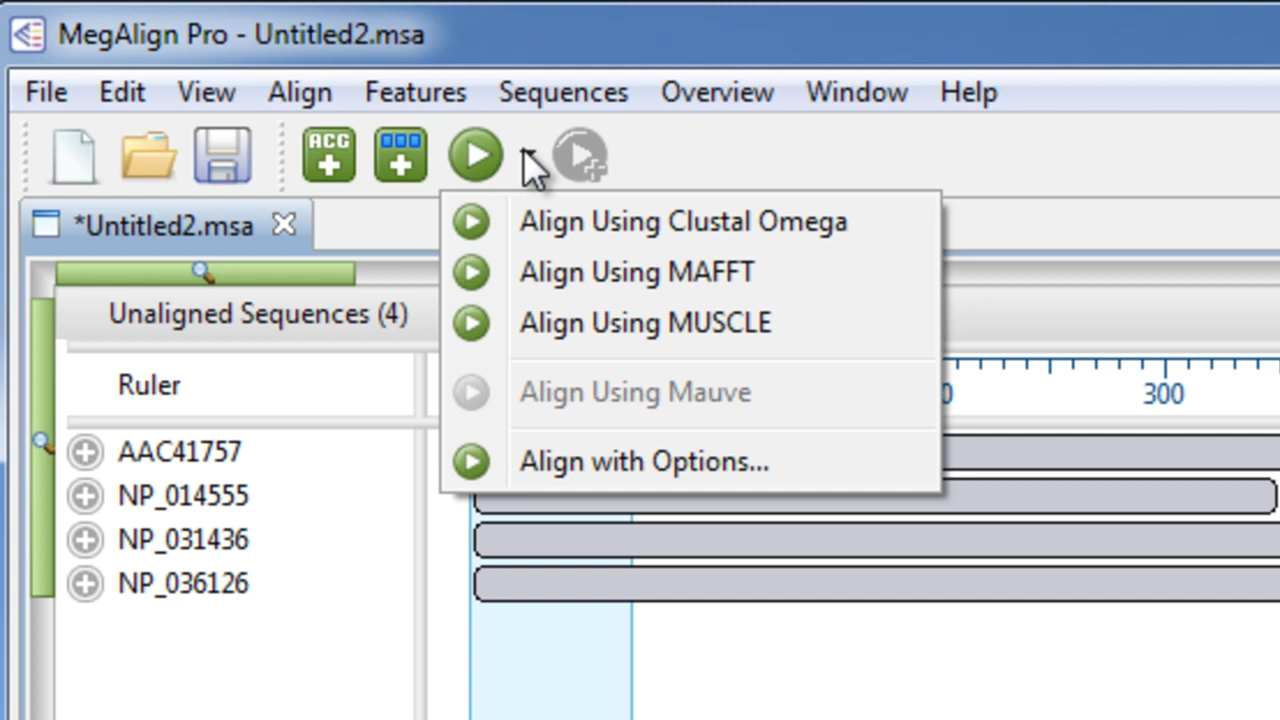 MegAlign Pro - Untitled2.msa
File Edit View Align Features Sequences Overview Window Help
ACG
*Untitled2.msa
Align Using Clustal Omega
Align Using MAFFT
Align Using MUSCLE
Align Using Mauve
Align with Options...
Unaligned Sequences (4)
Ruler
300
AAC41757
NP_014555
NP_031436
NP_036126